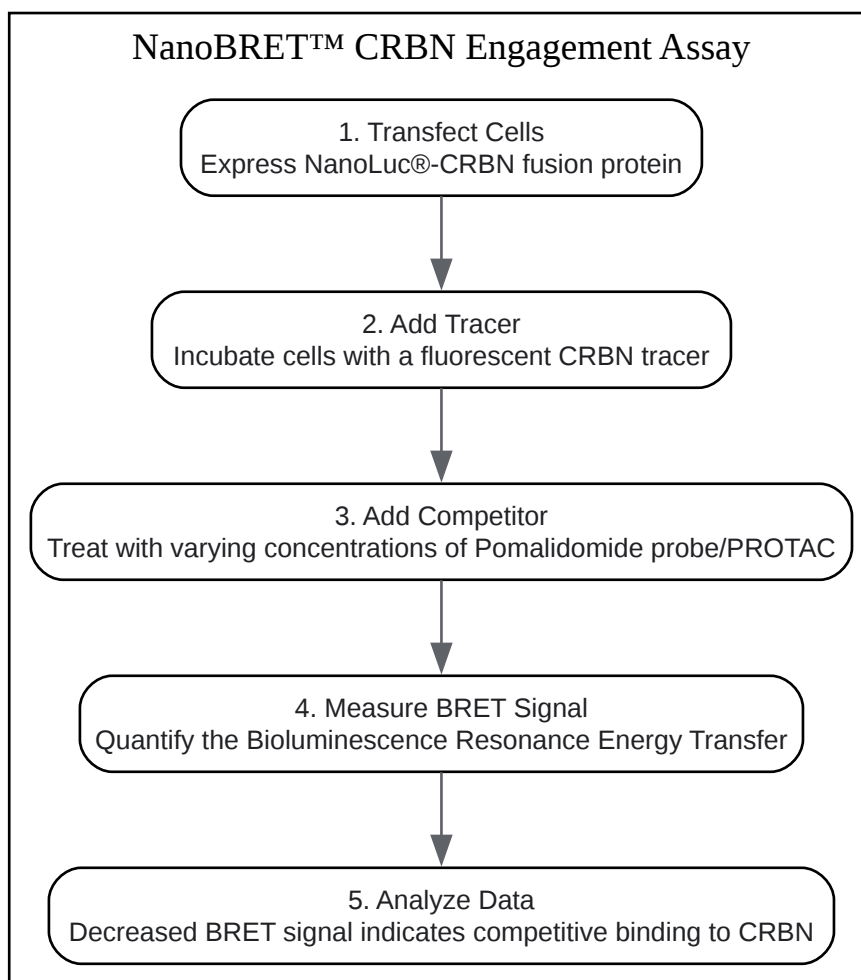 NanoBRET™ CRBN Engagement Assay
1. Transfect Cells
Express NanoLuc®-CRBN fusion protein
2. Add Tracer
Incubate cells with a fluorescent CRBN tracer
3. Add Competitor
Treat with varying concentrations of Pomalidomide probe/PROTAC
4. Measure BRET Signal
Quantify the Bioluminescence Resonance Energy Transfer
5. Analyze Data
Decreased BRET signal indicates competitive binding to CRBN